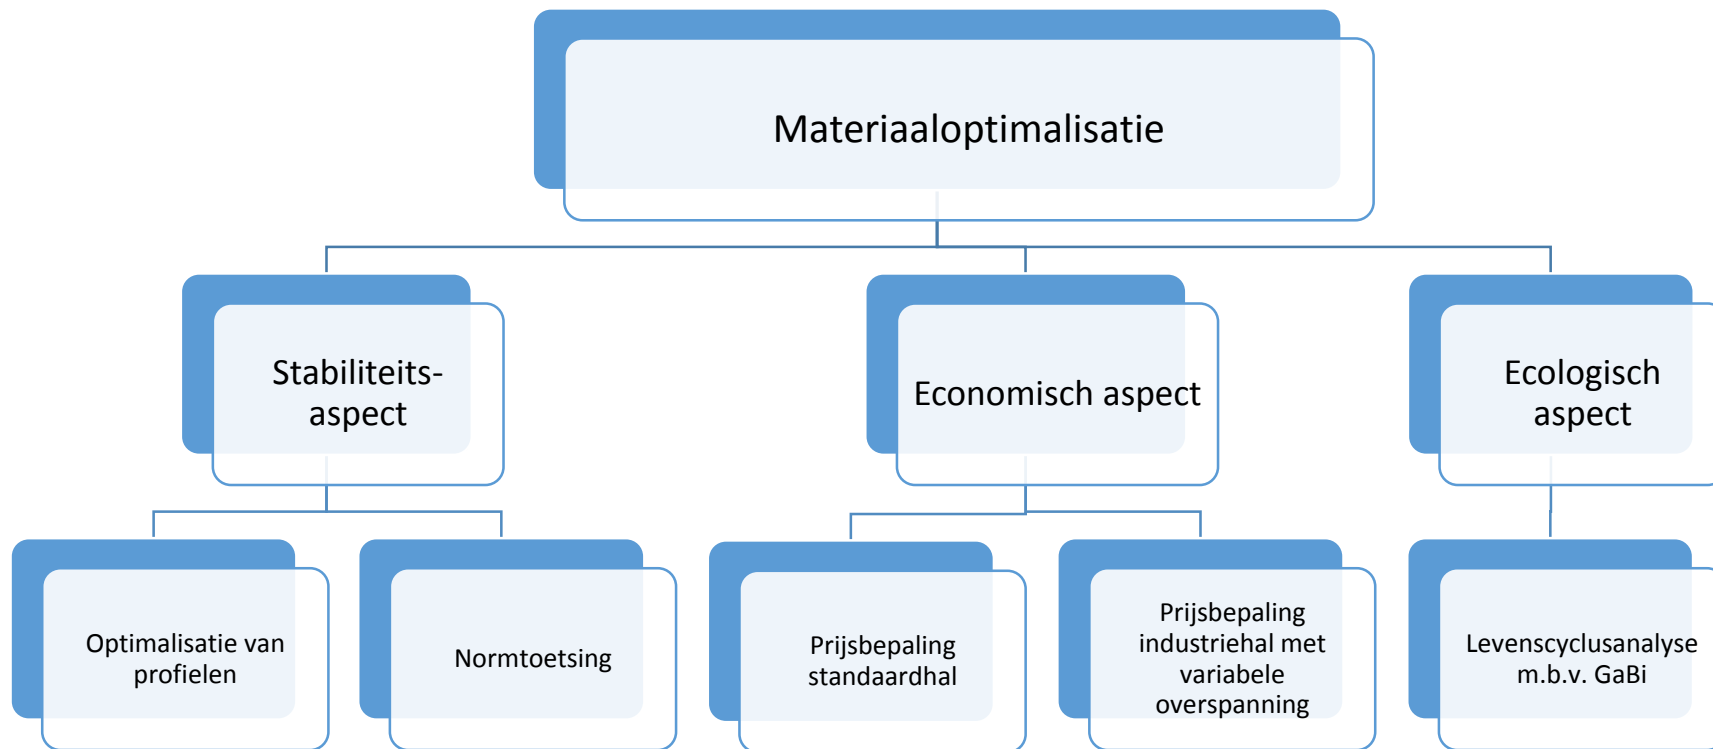 Materiaaloptimalisatie
Stabiliteits-
aspect
Economisch aspect
Ecologisch
aspect
Optimalisatie van
profielen
Normtoetsing
Prijsbepaling
standaardhal
Prijsbepaling
industriehal met
variabele
overspanning
Levenscyclusanalyse
m.b.v. GaBi